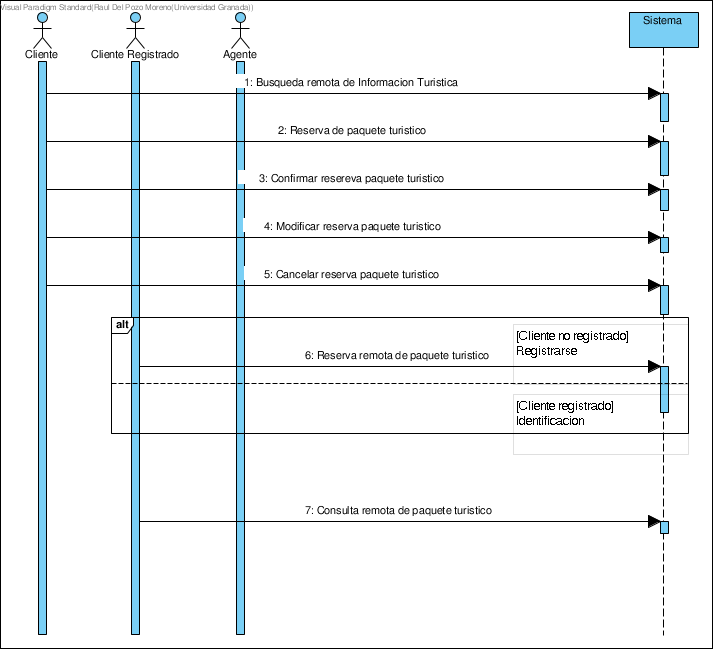 Visual Paradigm Standard(Raul Del Pozo Moreno(Universidad Granada))
Cliente
Cliente Registrado
Agente
Sistema
1: Busqueda remota de Informacion Turistica
2: Reserva de paquete turistico
3: Confirmar resereva paquete turistico
4: Modificar reserva paquete turistico
5: Cancelar reserva paquete turistico
alt
[Cliente no registrado]
Registrarse
6: Reserva remota de paquete turistico
[Cliente registrado]
Identificacion
7: Consulta remota de paquete turistico